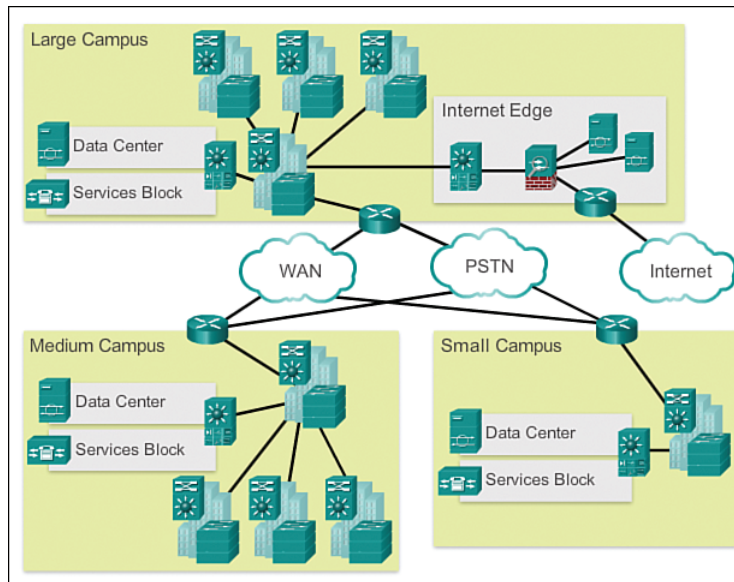 Large Campus
Internet Edge
Data Center
Services Block
WAN
PSTN
Internet
Medium Campus
Small Campus
Data Center
Data Center
Services Block
Services Block